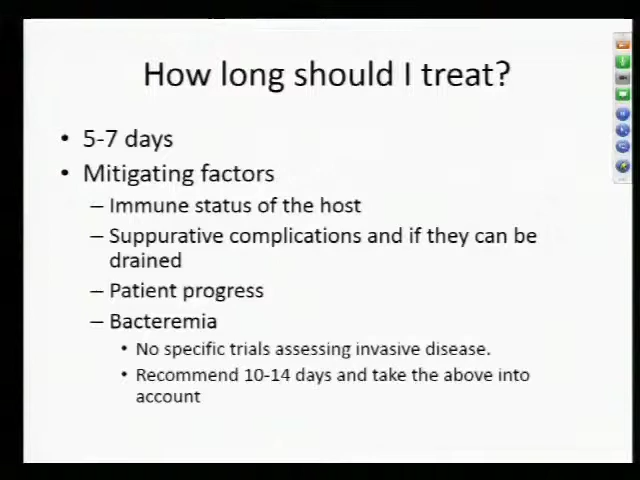 How long should I treat?
• 5-7 days
• Mitigating factors
– Immune status of the host
– Suppurative complications and if they can be
drained
– Patient progress
– Bacteremia
• No specific trials assessing invasive disease.
• Recommend 10-14 days and take the above into
account